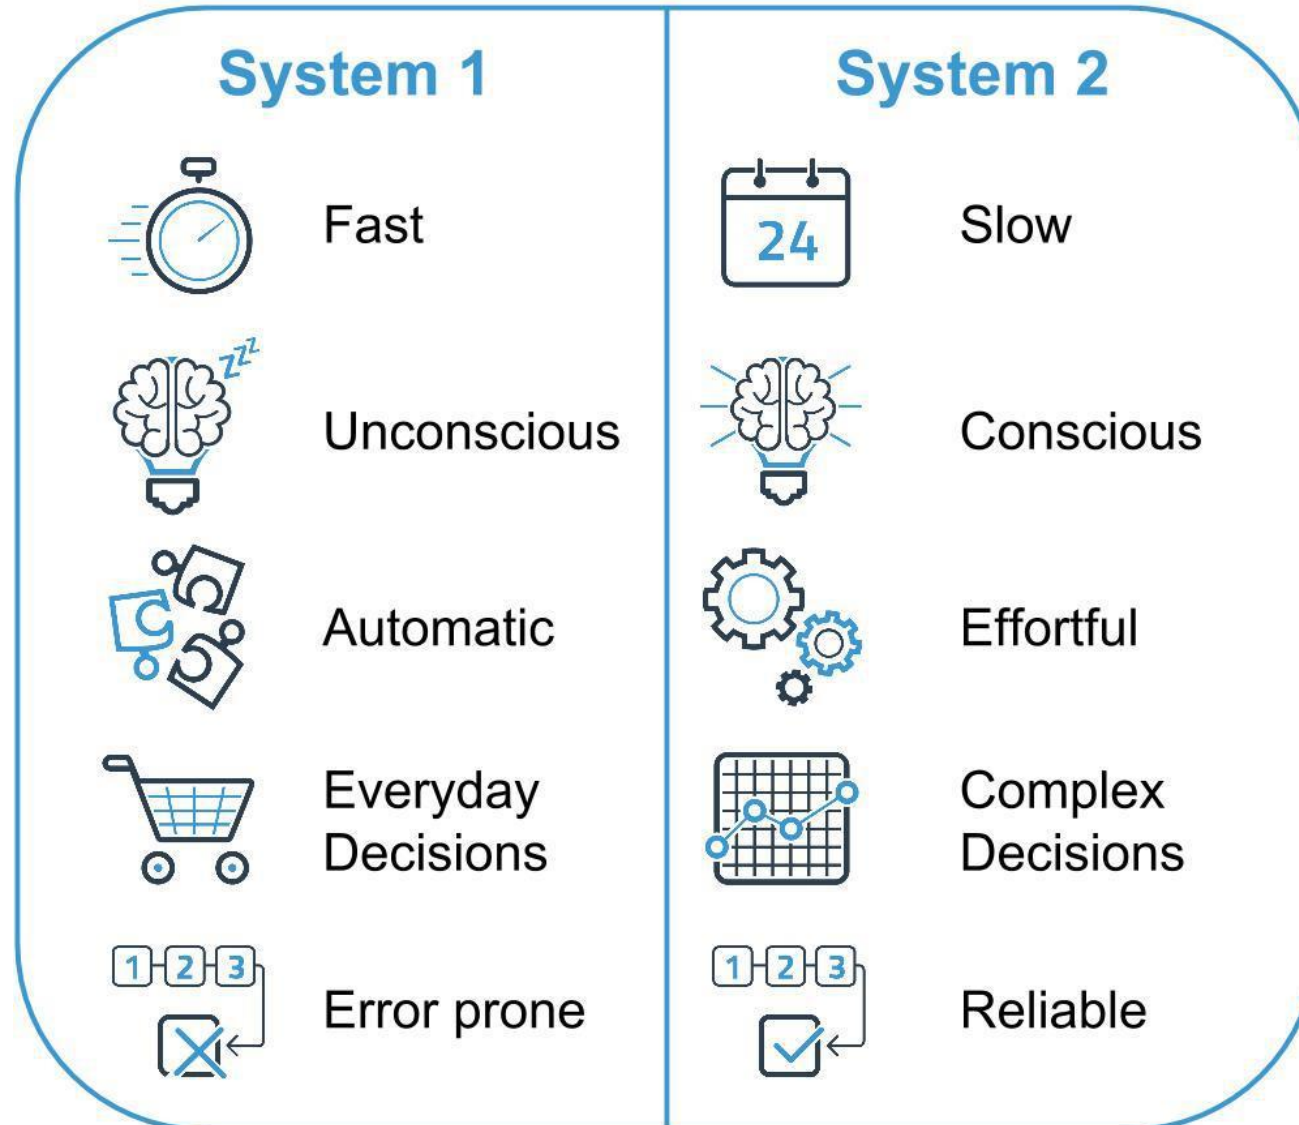 System 1
Fast
zzz
Unconscious
Automatic
Everyday
Decisions
1 2 3
Error prone
System 2
24
Slow
Conscious
Effortful
Complex
Decisions
1 2 3
Reliable